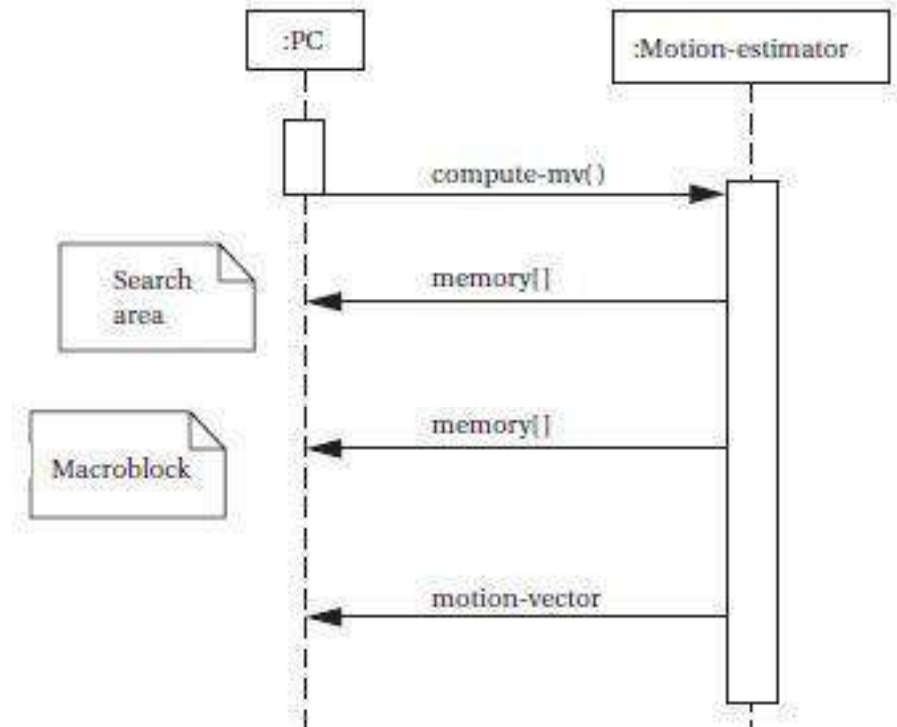 :PC
:Motion-estimator
compute-mv()
Search
area
memory[]
memory[]
Macroblock
motion-vector